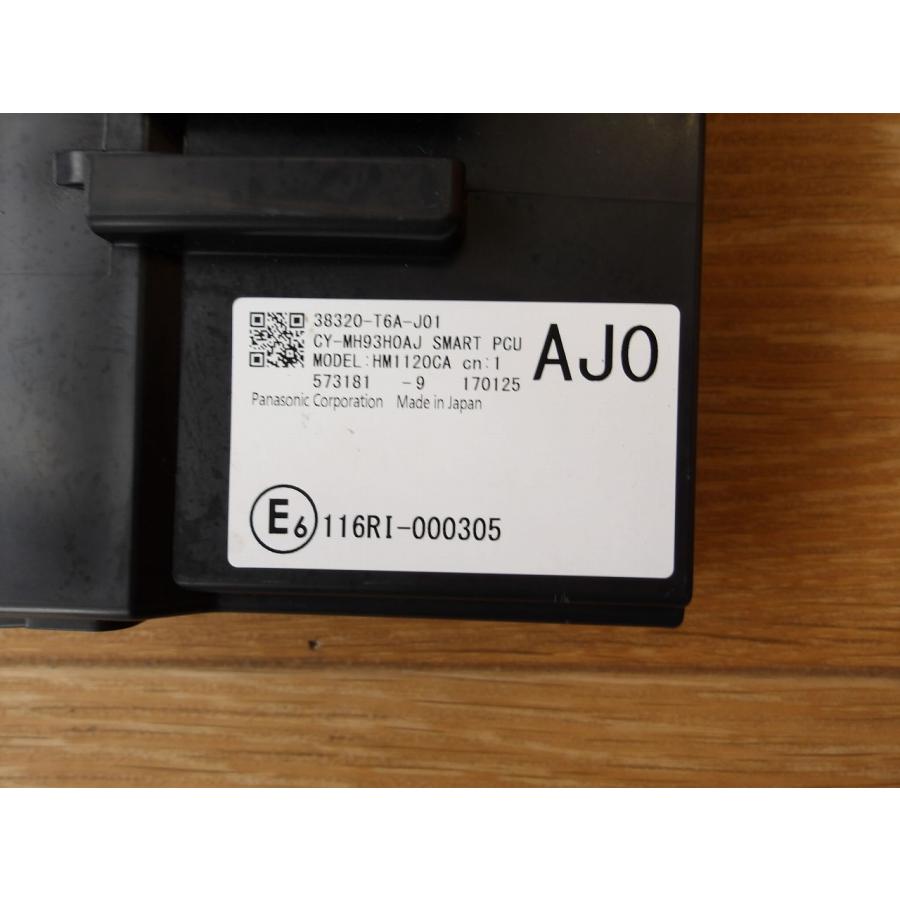 38320-T6A-J01
CY-MH93H0AJ SMART PCU
MODEL:HM1120CA cn:1
573181 -9 170125
AJ0
Panasonic Corporation Made in Japan
E6 116RI-000305